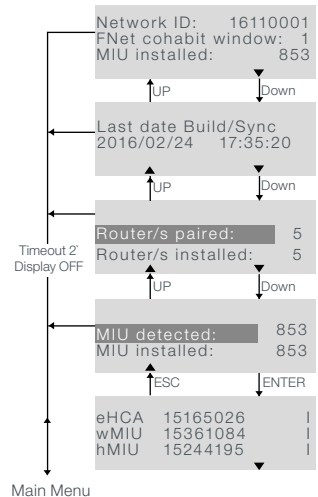 Network ID: 16110001
FNet cohabit window: 1
MIU installed: 853
UP
Down
Last date Build/Sync
2016/02/24 17:35:20
UP
Down
Router/s paired: 5
Router/s installed: 5
Timeout 2`
Display OFF
UP
Down
MIU detected: 853
MIU installed: 853
ESC
ENTER
eHCA 15165026 I
wMIU 15361084 I
hMIU 15244195 I
Main Menu